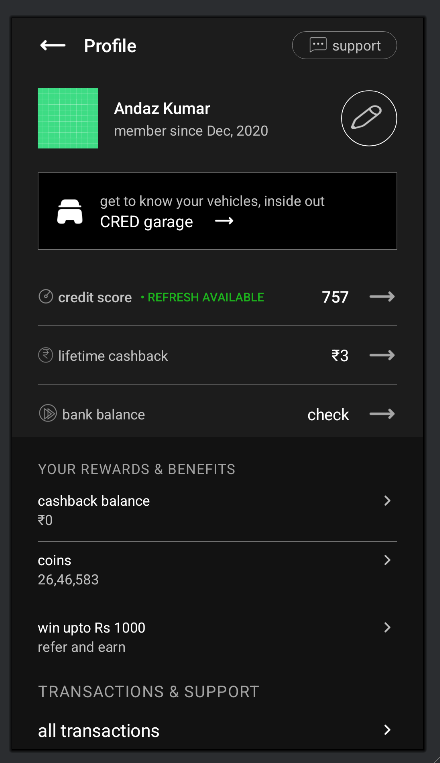 Profile
support
Andaz Kumar
member since Dec, 2020
get to know your vehicles, inside out
CRED garage
credit score • REFRESH AVAILABLE 757
lifetime cashback ₹3
bank balance check
YOUR REWARDS & BENEFITS
cashback balance
₹0
coins
26,46,583
win upto Rs 1000
refer and earn
TRANSACTIONS & SUPPORT
all transactions